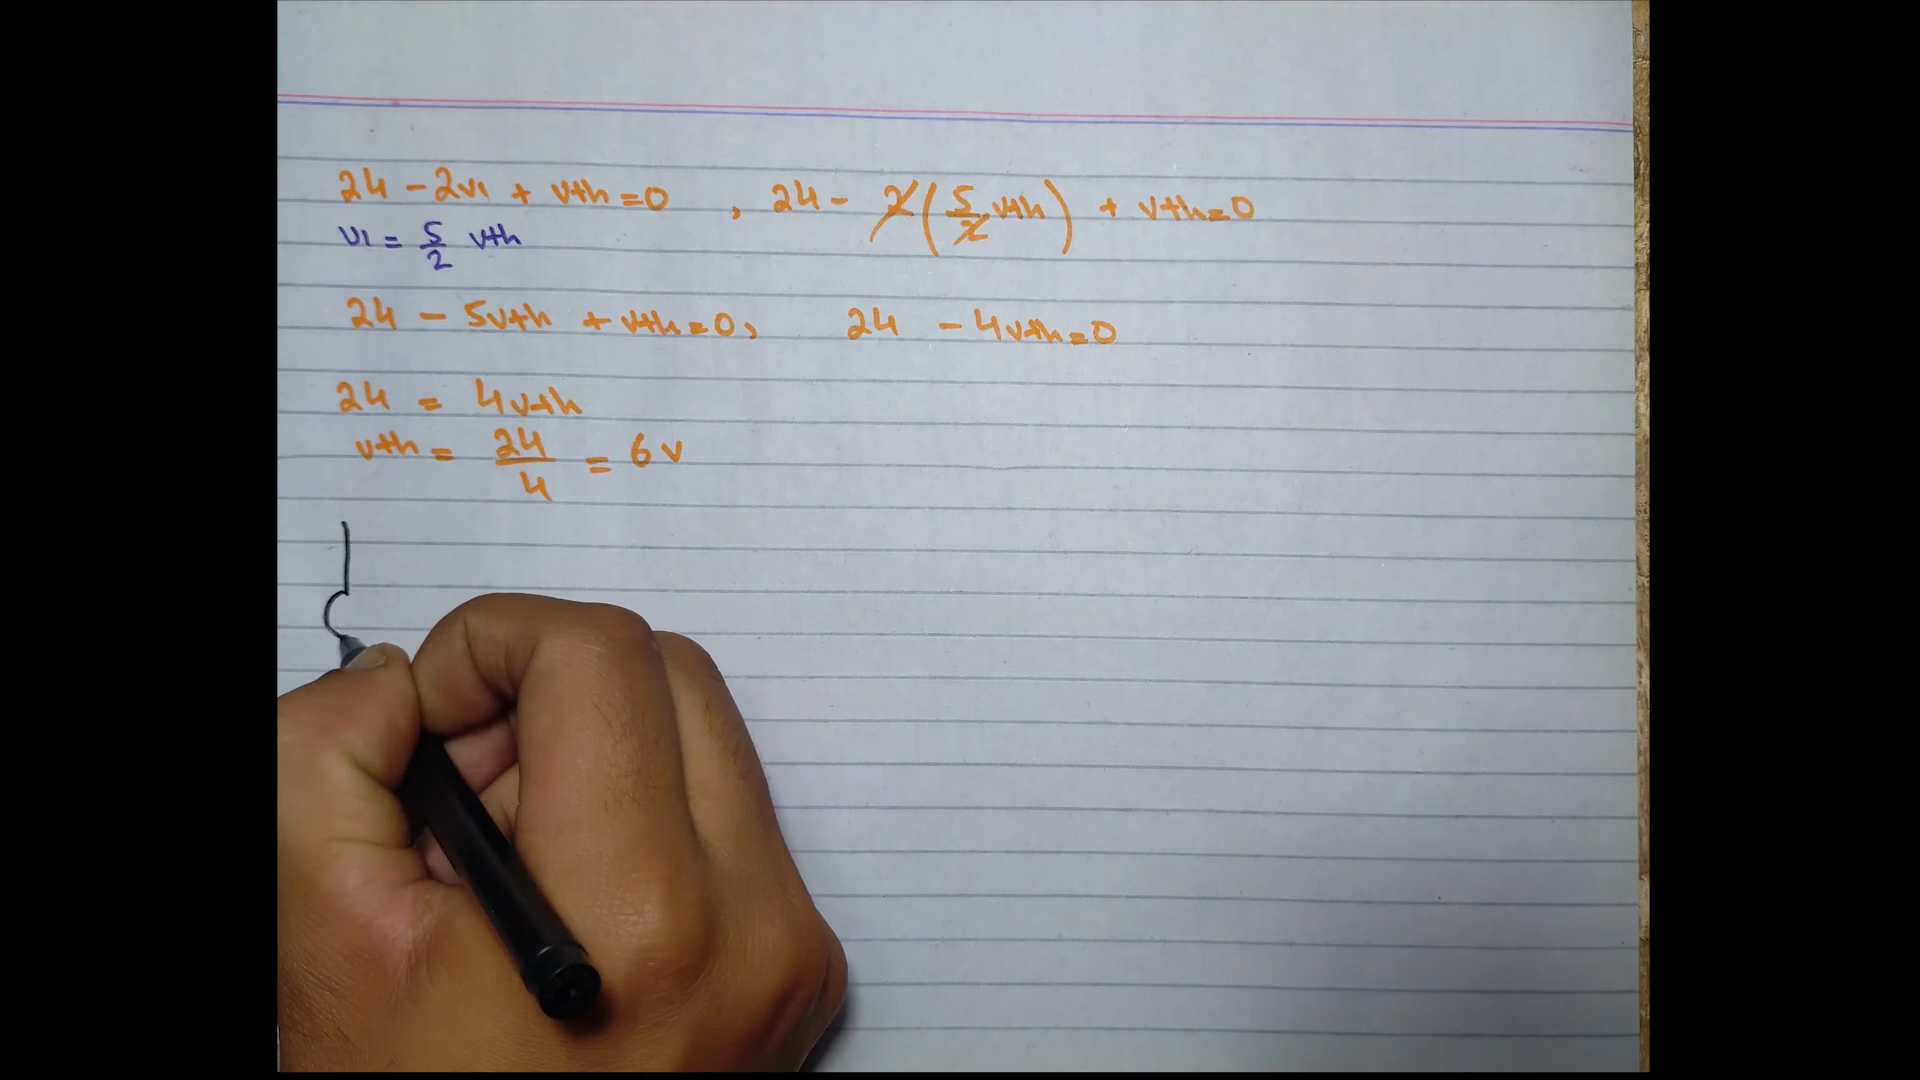 24 - 2v1 + vth = 0 , 24 - 2(5/2 vth) + vth = 0
v1 = 5/2 vth
24 - 5vth + vth = 0, 24 - 4vth = 0
24 = 4vth
vth = 24/4 = 6 v